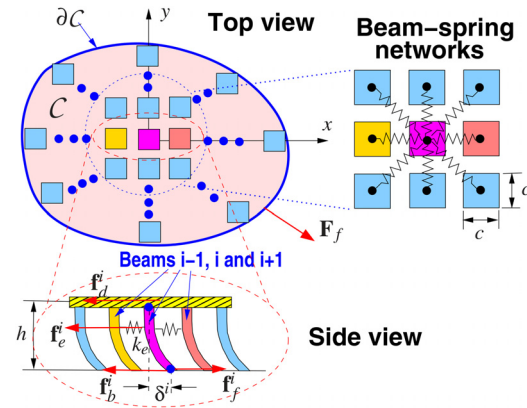 ∂C
y
Top view
Beam–spring
networks
C
x
F_f
c
c
Beams i-1, i and i+1
f_d^i
h
f_e^i
k_e
Side view
f_b^i
δ^i
f_f^i